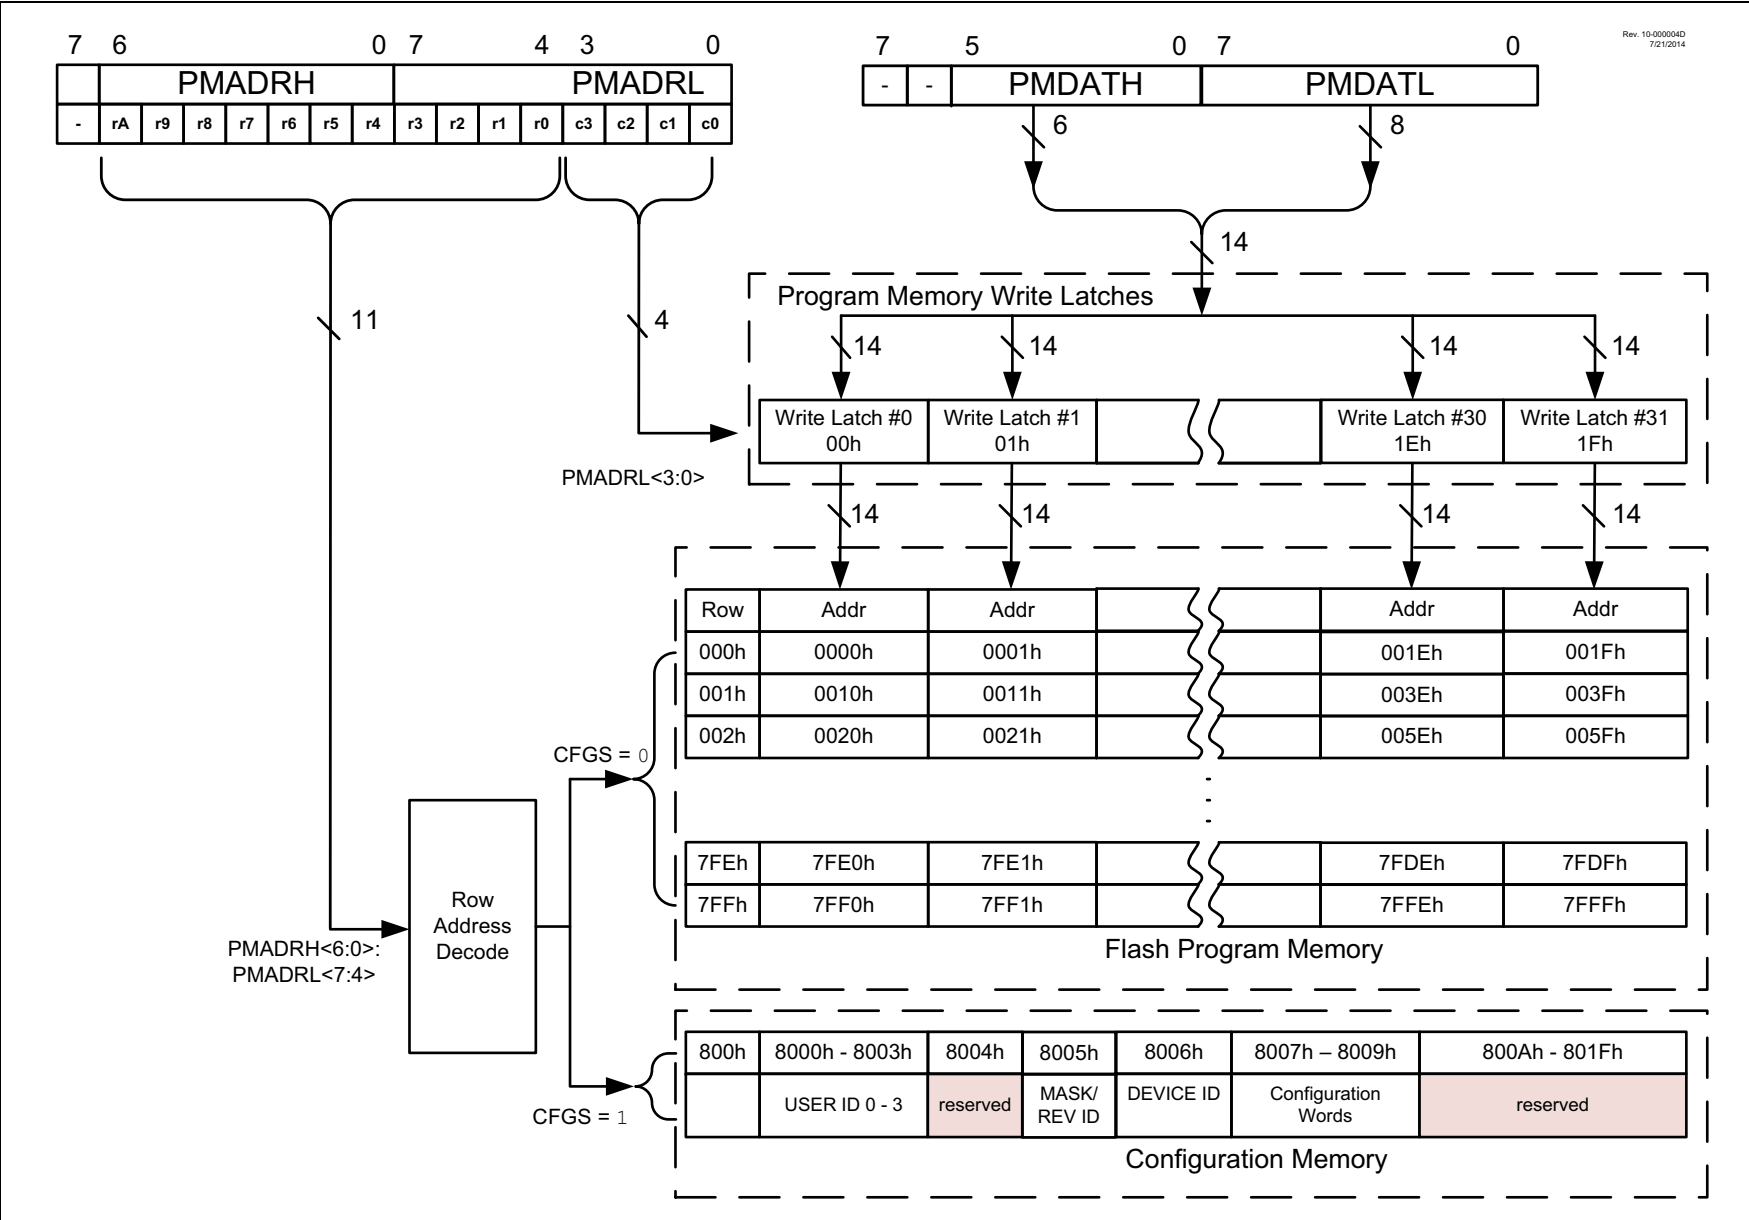 Rev. 10-000004D
7/21/2014
7 6 0 7 4 3 0
7 5 0 7 0
PMADRH PMADRL
- - PMDATH PMDATL
- rA r9 r8 r7 r6 r5 r4 r3 r2 r1 r0 c3 c2 c1 c0
6 8
14
11 4
Program Memory Write Latches
14 14 14 14
Write Latch #0 Write Latch #1 Write Latch #30 Write Latch #31
00h 01h 1Eh 1Fh
PMADRL<3:0>
14 14 14 14
Row Addr Addr Addr Addr
000h 0000h 0001h 001Eh 001Fh
001h 0010h 0011h 003Eh 003Fh
002h 0020h 0021h 005Eh 005Fh
CFGS = 0
7FEh 7FE0h 7FE1h 7FDEh 7FDFh
7FFh 7FF0h 7FF1h 7FFEh 7FFFh
Row
Address
Decode
PMADRH<6:0>:
PMADRL<7:4>
Flash Program Memory
800h 8000h - 8003h 8004h 8005h 8006h 8007h – 8009h 800Ah - 801Fh
USER ID 0 - 3 reserved MASK/
REV ID DEVICE ID Configuration
Words reserved
CFGS = 1
Configuration Memory